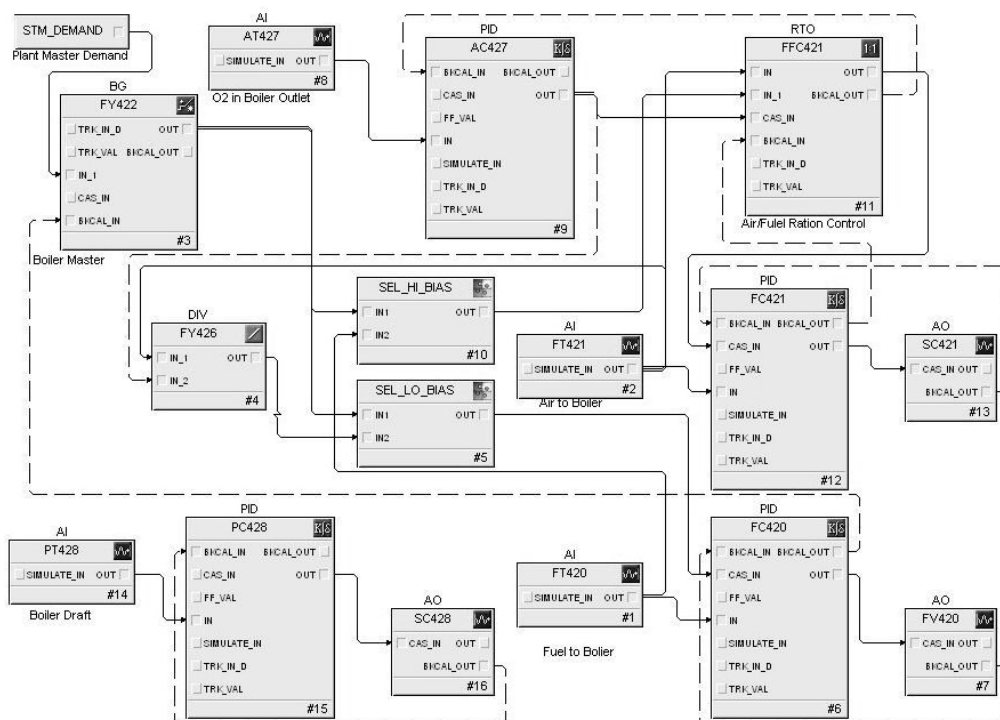 STM_DEMAND
Plant Master Demand
AI
AT427
SIMULATE_IN OUT
#8
O2 in Boiler Outlet
PID
AC427
BKCAL_IN BKCAL_OUT
CAS_IN OUT
FF_VAL
IN
SIMULATE_IN
TRK_IN_D
TRK_VAL
#9
RTO
FFC421
1:1
IN OUT
IN_1 BKCAL_OUT
CAS_IN
BKCAL_IN
TRK_IN_D
TRK_VAL
#11
Air/Fulel Ration Control
BG
FY422
TRK_IN_D OUT
TRK_VAL BKCAL_OUT
IN_1
CAS_IN
BKCAL_IN
#3
Boiler Master
DIV
FY426
IN_1 OUT
IN_2
#4
SEL_HI_BIAS
IN1 OUT
IN2
#10
SEL_LO_BIAS
IN1 OUT
IN2
#5
AI
FT421
SIMULATE_IN OUT
#2
Air to Boiler
PID
FC421
BKCAL_IN BKCAL_OUT
CAS_IN OUT
FF_VAL
IN
SIMULATE_IN
TRK_IN_D
TRK_VAL
#12
AO
SC421
CAS_IN OUT
BKCAL_OUT
#13
AI
PT428
SIMULATE_IN OUT
#14
Boiler Draft
PID
PC428
BKCAL_IN BKCAL_OUT
CAS_IN OUT
FF_VAL
IN
SIMULATE_IN
TRK_IN_D
TRK_VAL
#15
AO
SC428
CAS_IN OUT
BKCAL_OUT
#16
AI
FT420
SIMULATE_IN OUT
#1
Fuel to Bolier
PID
FC420
BKCAL_IN BKCAL_OUT
CAS_IN OUT
FF_VAL
IN
SIMULATE_IN
TRK_IN_D
TRK_VAL
#6
AO
FV420
CAS_IN OUT
BKCAL_OUT
#7